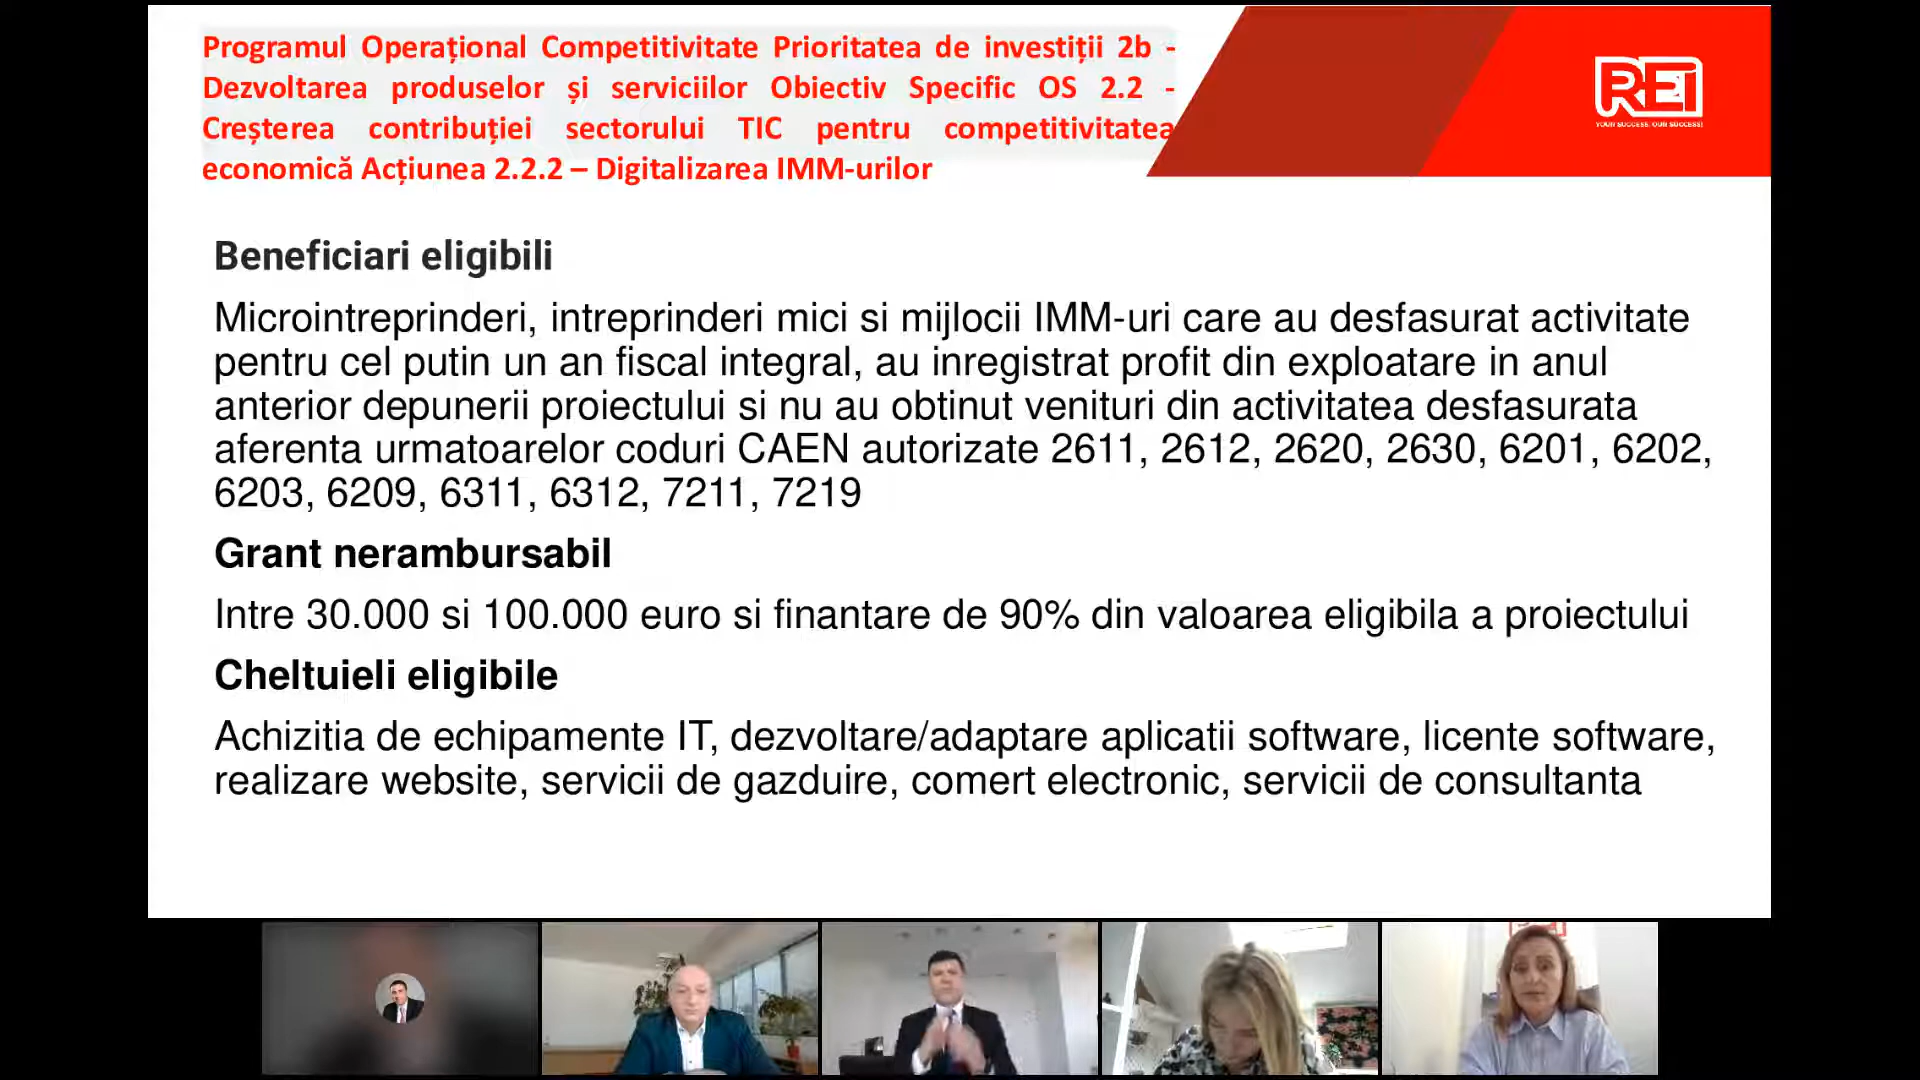 Programul Operațional Competitivitate Prioritatea de investiții 2b -
Dezvoltarea produselor și serviciilor Obiectiv Specific OS 2.2 -
Creșterea contribuției sectorului TIC pentru competitivitatea
economică Acțiunea 2.2.2 – Digitalizarea IMM-urilor
REi
YOUR SUCCESS, OUR SUCCESS!
Beneficiari eligibili
Microintreprinderi, intreprinderi mici si mijlocii IMM-uri care au desfasurat activitate
pentru cel putin un an fiscal integral, au inregistrat profit din exploatare in anul
anterior depunerii proiectului si nu au obtinut venituri din activitatea desfasurata
aferenta urmatoarelor coduri CAEN autorizate 2611, 2612, 2620, 2630, 6201, 6202,
6203, 6209, 6311, 6312, 7211, 7219
Grant nerambursabil
Intre 30.000 si 100.000 euro si finantare de 90% din valoarea eligibila a proiectului
Cheltuieli eligibile
Achizitia de echipamente IT, dezvoltare/adaptare aplicatii software, licente software,
realizare website, servicii de gazduire, comert electronic, servicii de consultanta